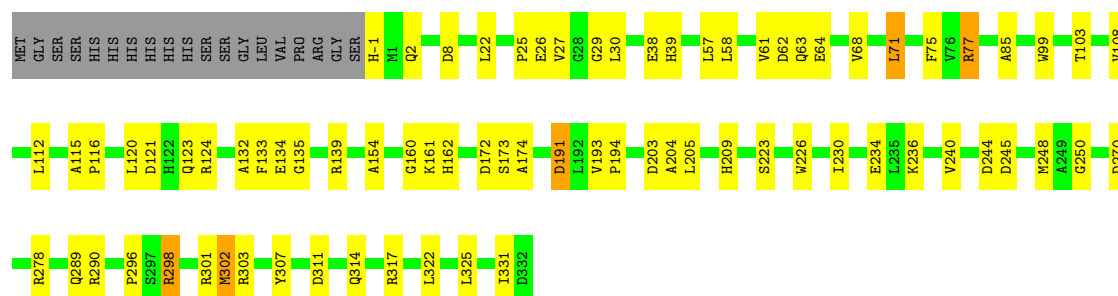 MET GLY SER SER HIS HIS HIS HIS HIS HIS SER SER GLY LEU VAL PRO ARG GLY SER H-1 M1 Q2 D8 L22 P25 E26 V27 G28 G29 L30 E38 H39 L57 L58 V61 D62 Q63 E64 V68 L71 F75 V76 R77 A85 W99 T103 V108
L112 A115 P116 L120 D121 H122 Q123 R124 A132 F133 E134 G135 R139 A154 G160 K161 H162 D172 S173 A174 D191 L192 V193 P194 D203 A204 L205 H209 S223 W226 I230 E234 L235 K236 V240 D244 D245 M248 A249 G250
R278 Q289 R290 P296 S297 R298 R301 M302 R303 Y307 D311 Q314 R317 L322 L325 I331 D332